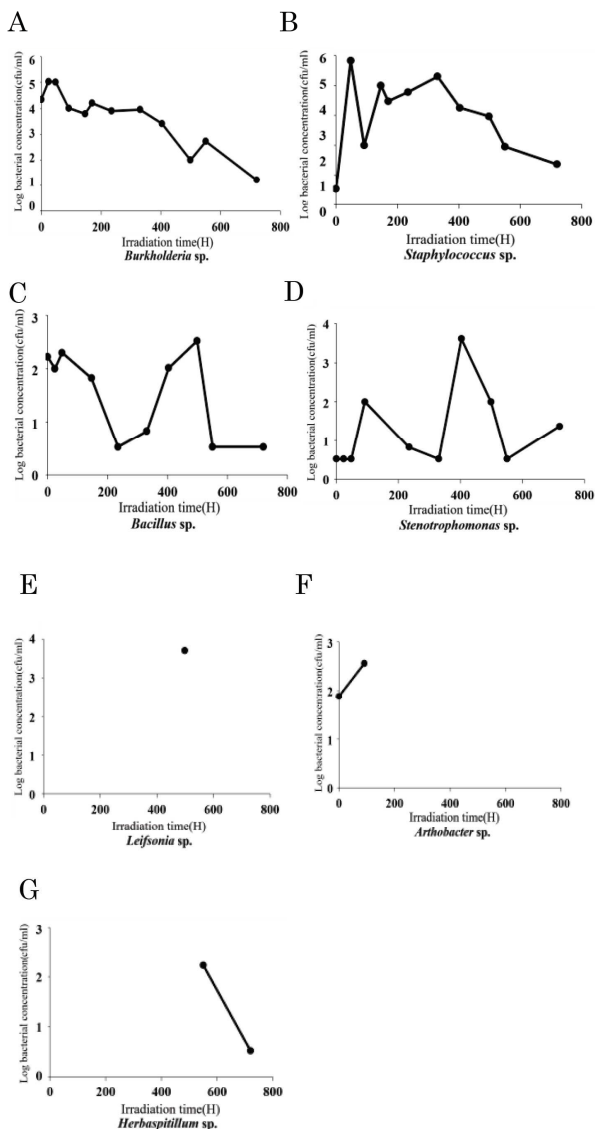 A
Log bacterial concentration(cfu/ml)
6
5
4
3
2
1
0
0 200 400 600 800
Irradiation time(H)
Burkholderia sp.
B
Log bacterial concentration(cfu/ml)
6
5
4
3
2
1
0
0 200 400 600 800
Irradiation time(H)
Staphylococcus sp.
C
Log bacterial concentration(cfu/ml)
3
2
1
0
0 200 400 600 800
Irradiation time(H)
Bacillus sp.
D
Log bacterial concentration(cfu/ml)
4
3
2
1
0
0 200 400 600 800
Irradiation time(H)
Stenotrophomonas sp.
E
Log bacterial concentration(cfu/ml)
4
3
2
1
0
0 200 400 600 800
Irradiation time(H)
Leifsonia sp.
F
Log bacterial concentration(cfu/ml)
3
2
1
0
0 200 400 600 800
Irradiation time(H)
Arthobacter sp.
G
Log bacterial concentration(cfu/ml)
3
2
1
0
0 200 400 600 800
Irradiation time(H)
Herbaspitillum sp.